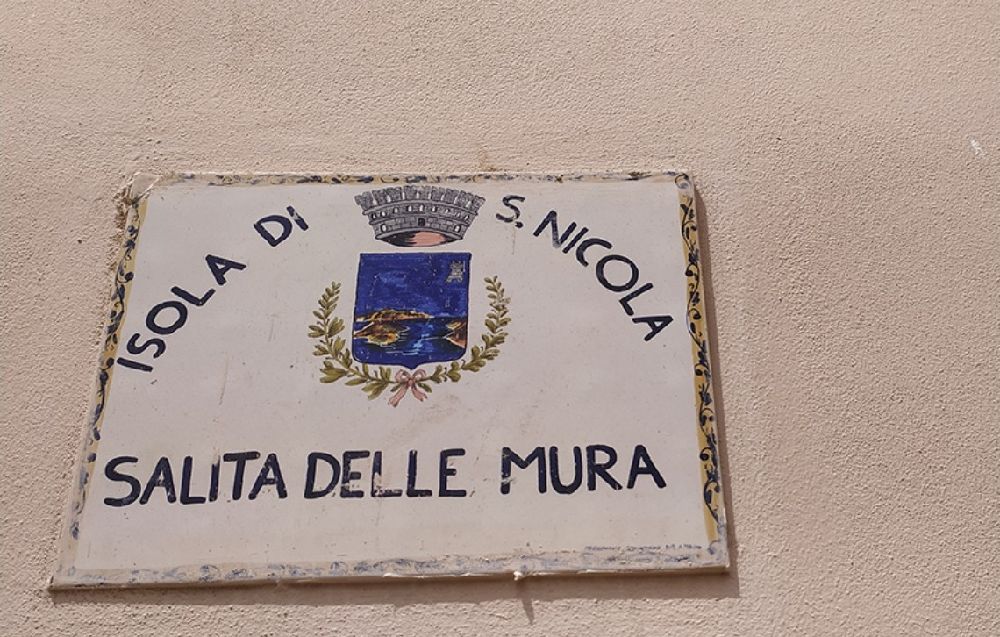 ISOLA DI S. NICOLA
SALITA DELLE MURA